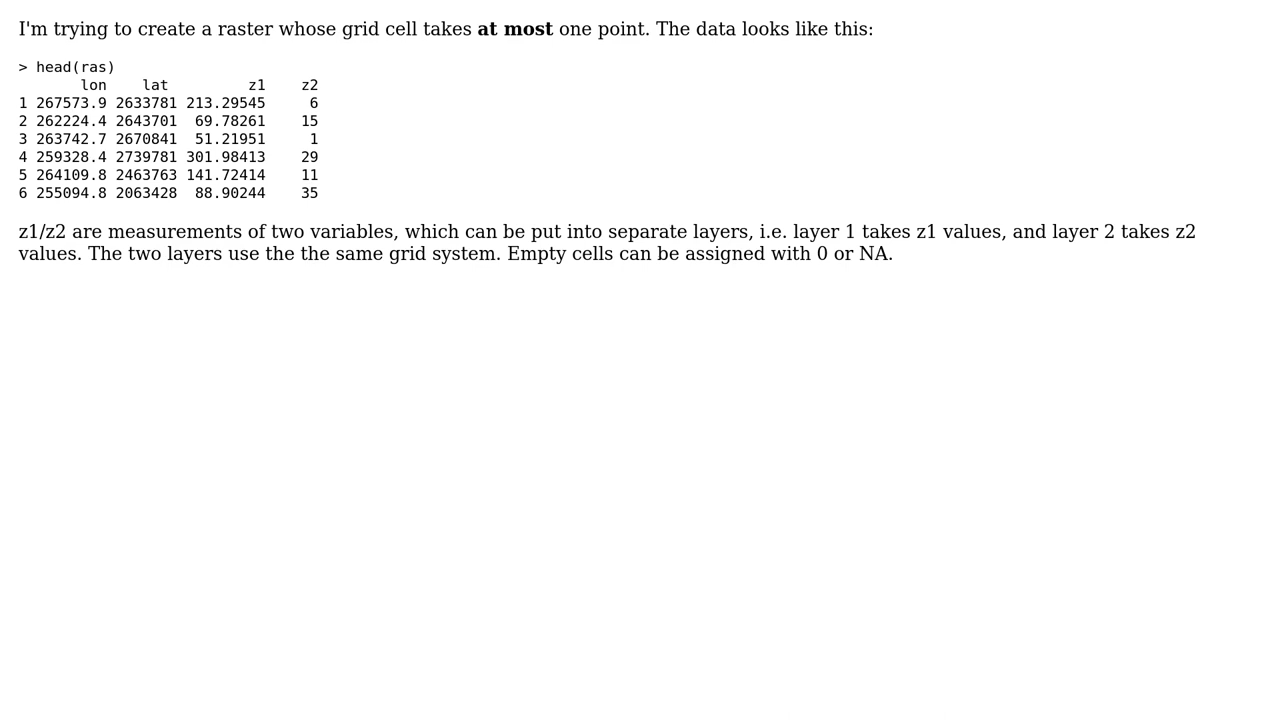 I'm trying to create a raster whose grid cell takes at most one point. The data looks like this:
> head(ras)
       lon    lat         z1    z2
1 267573.9 2633781 213.29545     6
2 262224.4 2643701  69.78261    15
3 263742.7 2670841  51.21951     1
4 259328.4 2739781 301.98413    29
5 264109.8 2463763 141.72414    11
6 255094.8 2063428  88.90244    35
z1/z2 are measurements of two variables, which can be put into separate layers, i.e. layer 1 takes z1 values, and layer 2 takes z2
values. The two layers use the the same grid system. Empty cells can be assigned with 0 or NA.